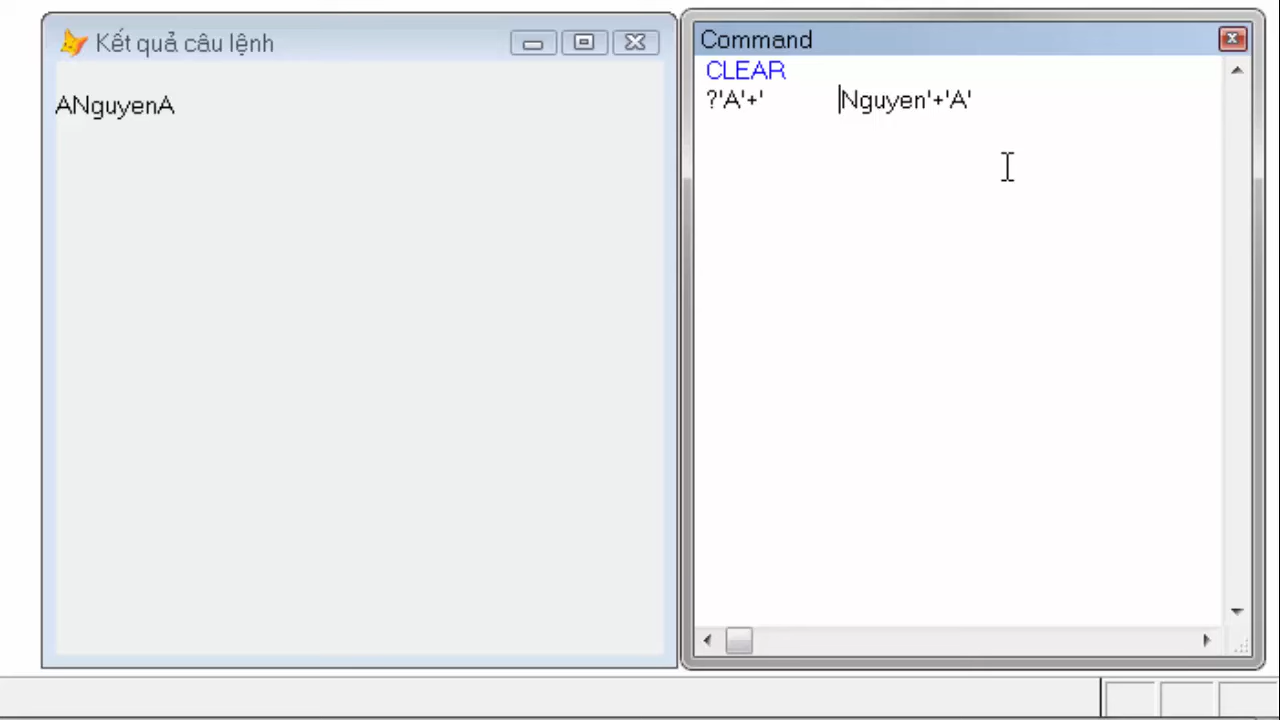 Kết quả câu lệnh
ANguyenA
Command
CLEAR
?'A'+'          Nguyen'+'A'